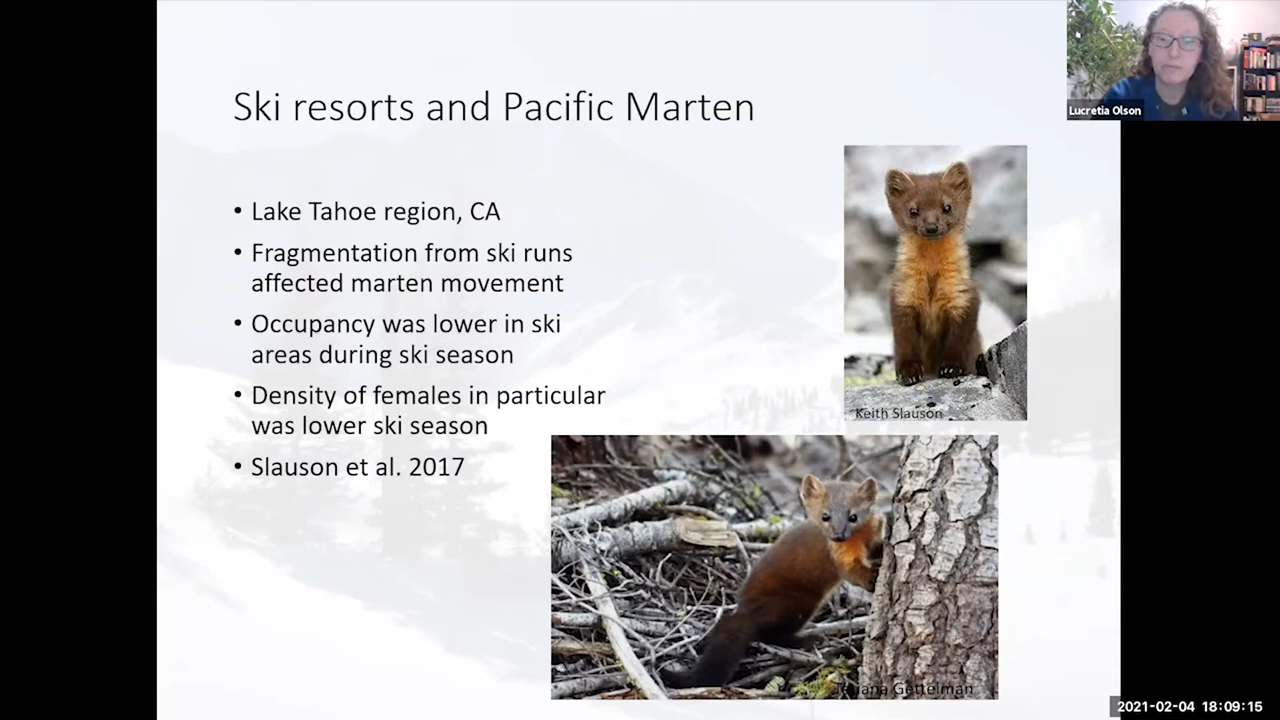 Ski resorts and Pacific Marten
• Lake Tahoe region, CA
• Fragmentation from ski runs
affected marten movement
• Occupancy was lower in ski
areas during ski season
• Density of females in particular
was lower ski season
• Slauson et al. 2017
Keith Slauson
Gettelman
Lucretia Olson
2021-02-04 18:09:15